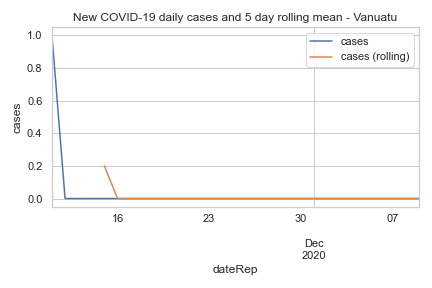 New COVID-19 daily cases and 5 day rolling mean - Vanuatu
cases
cases (rolling)
cases
1.0
0.8
0.6
0.4
0.2
0.0
16
23
30
07
Dec
2020
dateRep